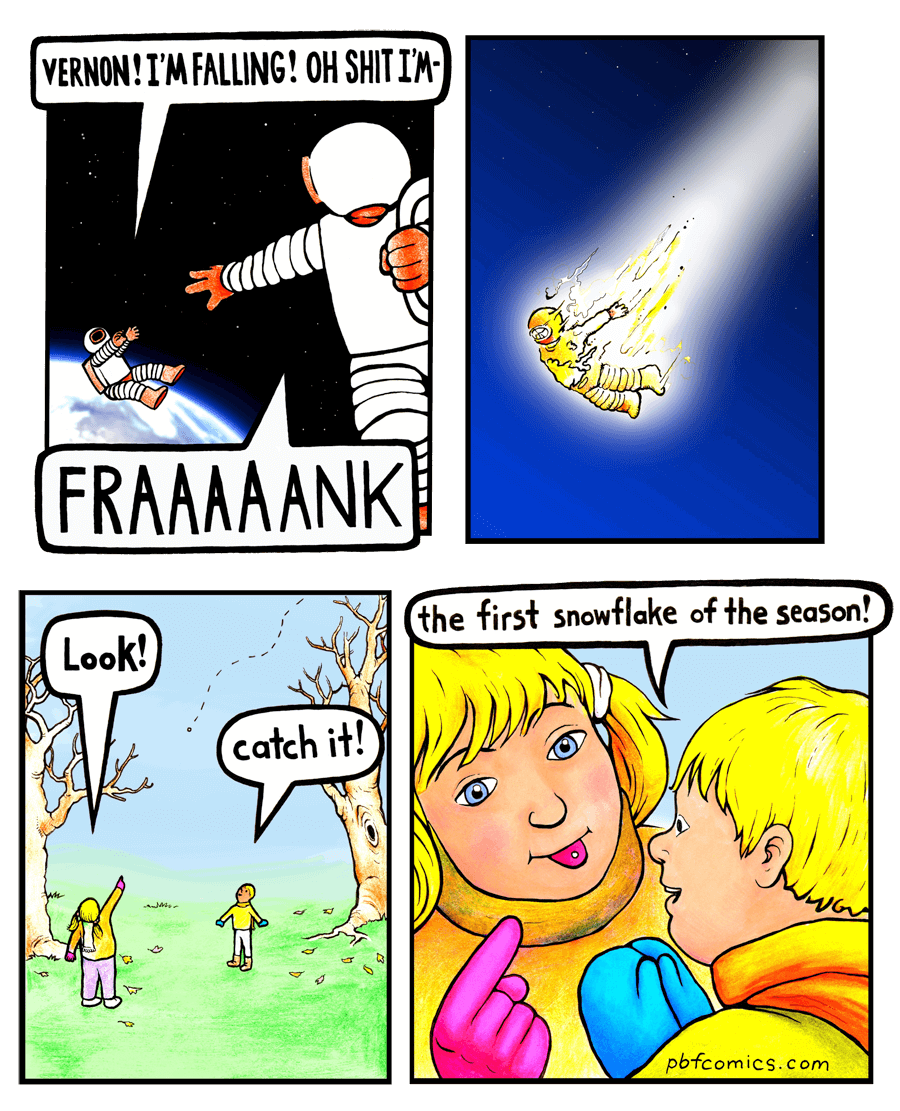 VERNON! I'M FALLING! OH SHIT I'M-
FRAAAAANK
Look!
catch it!
the first snowflake of the season!
pbfcomics.com